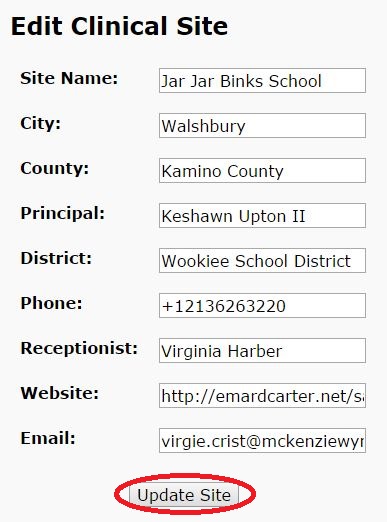 Edit Clinical Site
Site Name: Jar Jar Binks School
City: Walshbury
County: Kamino County
Principal: Keshawn Upton II
District: Wookiee School District
Phone: +12136263220
Receptionist: Virginia Harber
Website: http://emardcarter.net/sa
Email: virgie.crist@mckenziewyn
Update Site